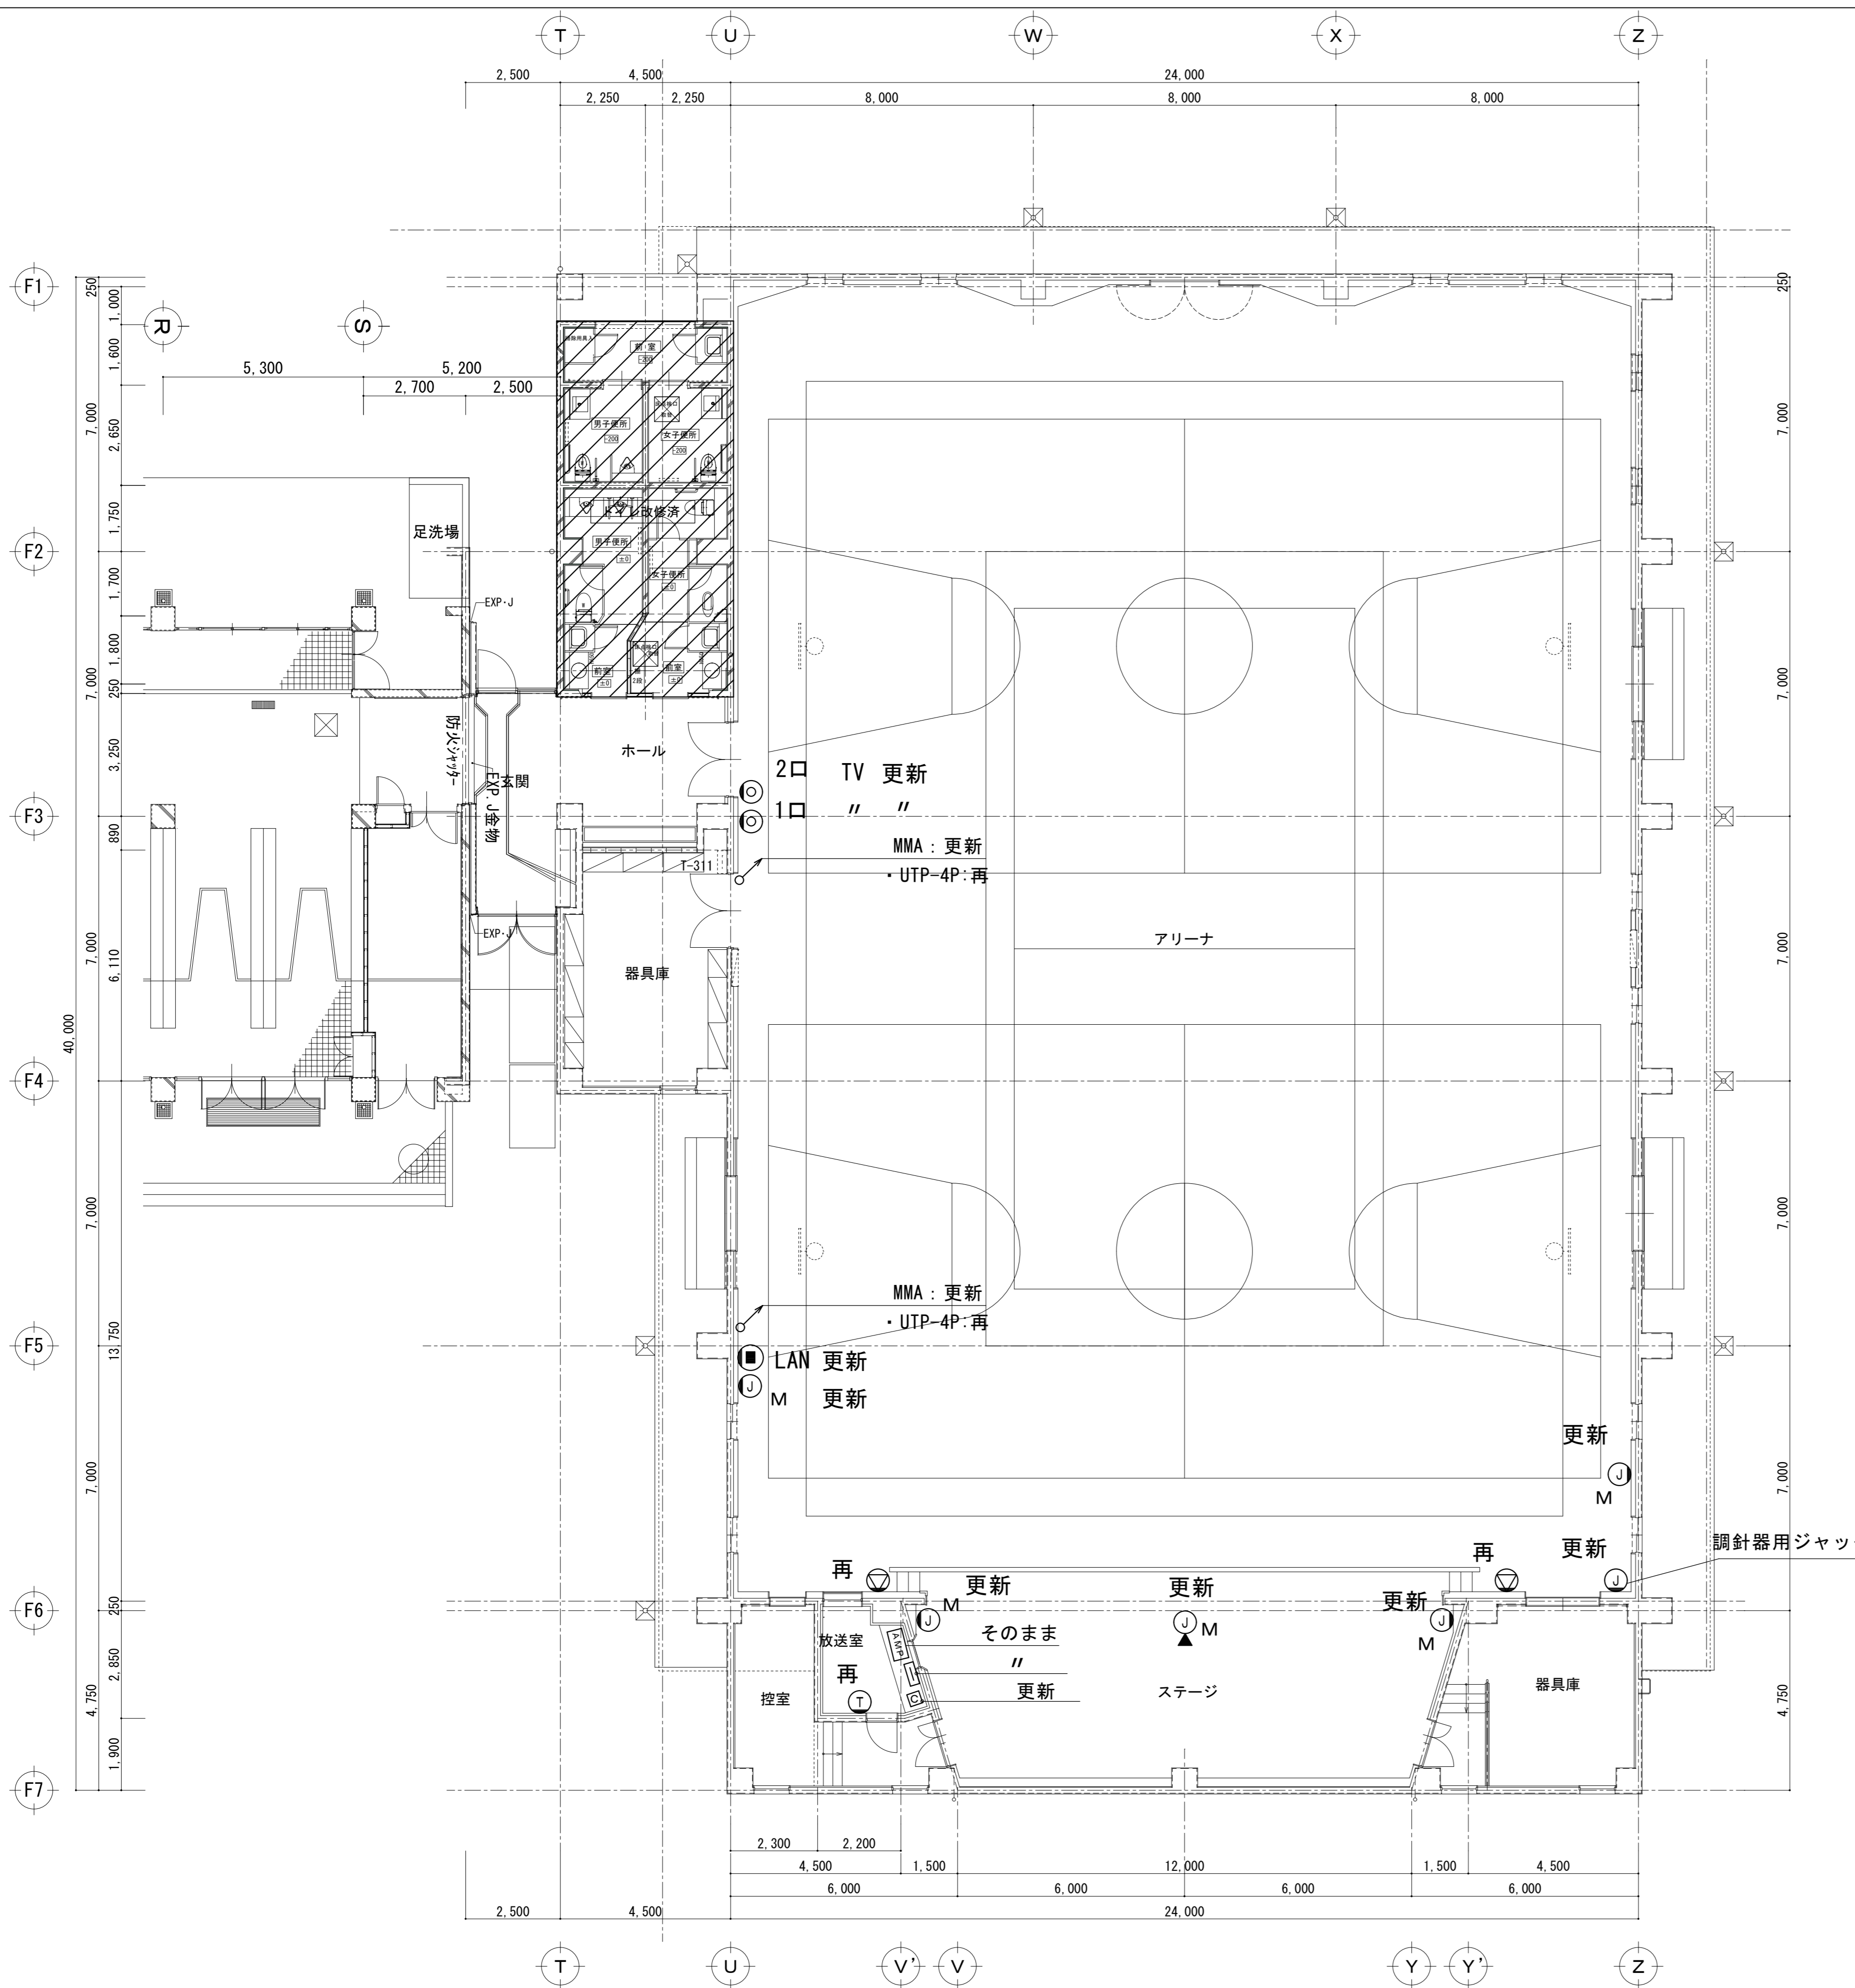 T U W X Z
2,500 4,500 24,000
2,250 2,250 8,000 8,000 8,000
F1
250
1,000
250
R S
1,600
前室
-200
5,300 5,200
2,700 2,500
7,000
2,650
7,000
男子便所
-200
女子便所
-200
1,750
トイレ改修済
足洗場
F2
男子便所
±0
女子便所
±0
1,700
EXP・J
1,800
7,000
250
7,000
前室
±0
2段
前室
±0
防火シャッター
3,250
ホール
EXP.J金物
玄関
2口 TV 更新
1口 〃 〃
F3
890
MMA：更新
・UTP-4P:再
T-311
EXP・J
7,000
6,110
アリーナ
7,000
器具庫
40,000
F4
7,000
7,000
MMA：更新
・UTP-4P:再
F5
13,750
LAN 更新
J M 更新
更新
J
M
7,000
7,000
再 更新 更新 更新 再 更新
調針器用ジャッ
J
F6
250
J M J M J M
放送室
AMP
そのまま
〃
C 更新
再
T
2,850
4,750
控室
ステージ
器具庫
4,750
1,900
F7
2,300 2,200
4,500 1,500 12,000 1,500 4,500
6,000 6,000 6,000 6,000
2,500 4,500 24,000
T U V' V Y Y' Z